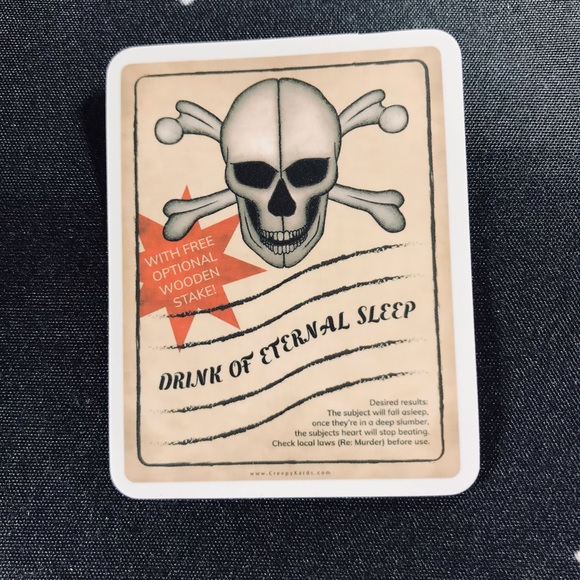 WITH FREE
OPTIONAL
WOODEN
STAKE!
DRINK OF ETERNAL SLEEP
Desired results:
The subject will fall asleep,
once they're in a deep slumber,
the subjects heart will stop beating.
Check local laws (Re: Murder) before use.
www.CreepyKards.com